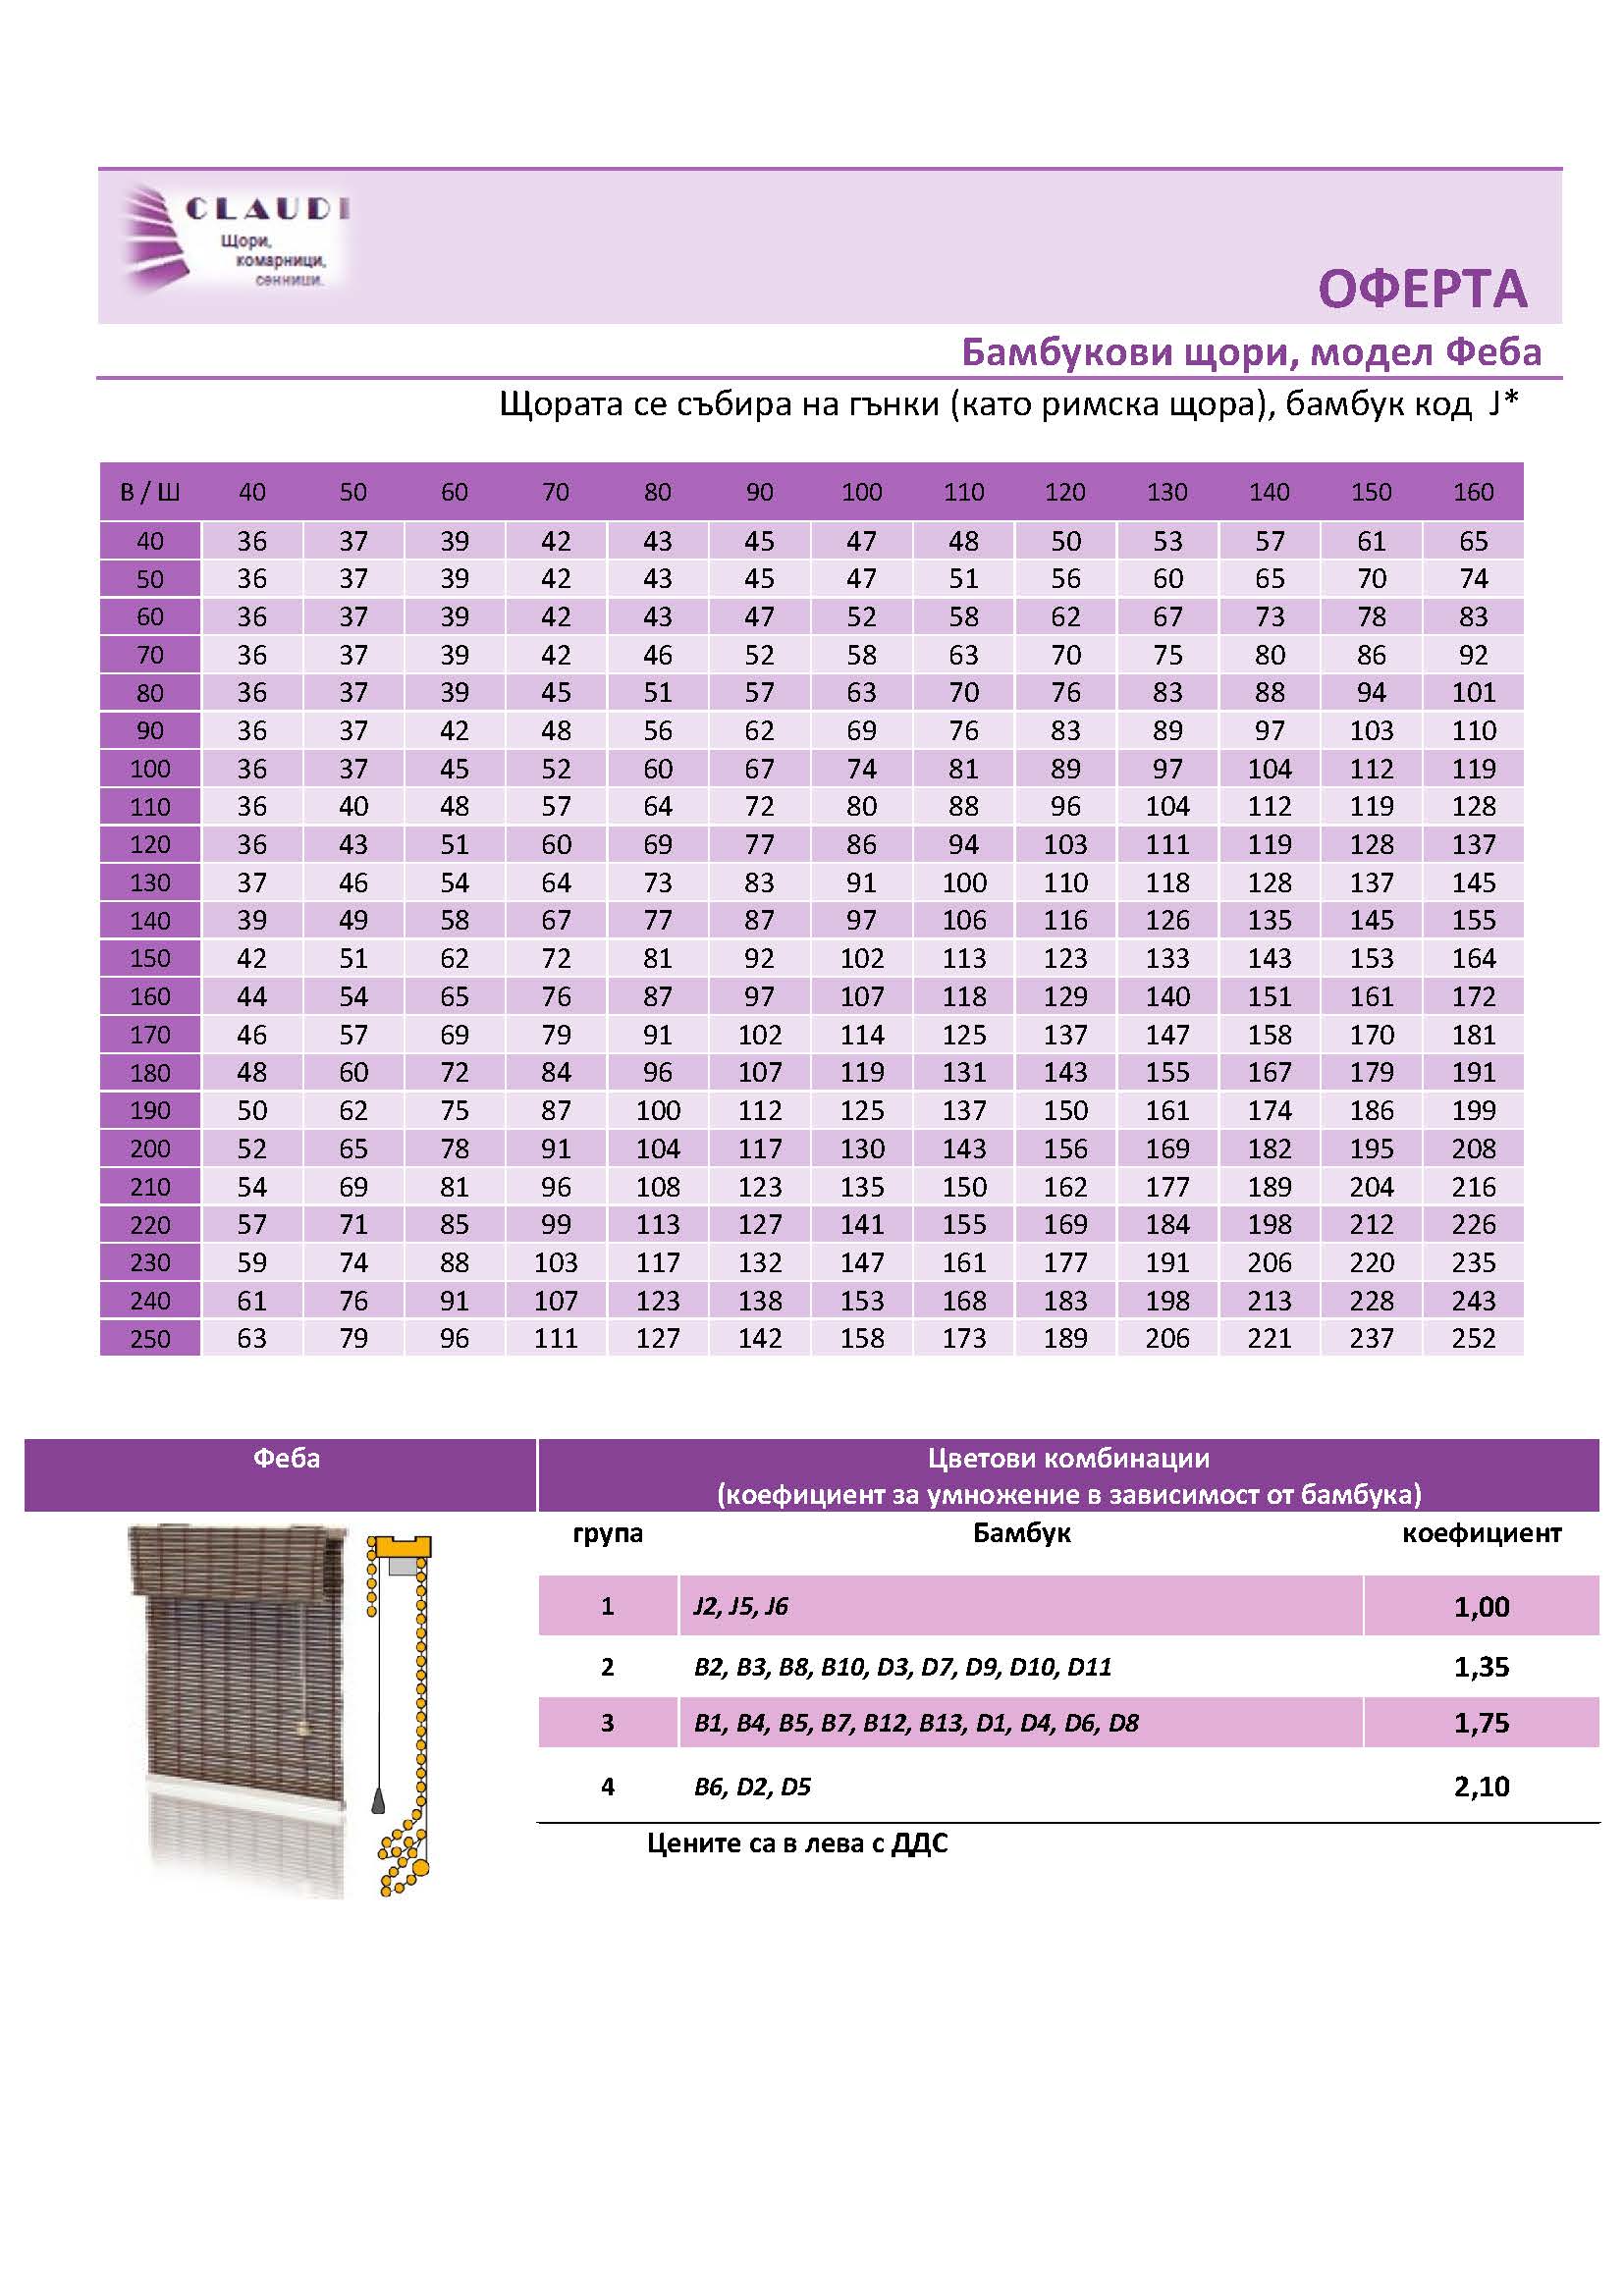 CLAUDI
Щори,
комарници,
сенници.
ОФЕРТА
Бамбукови щори, модел Феба
Щората се събира на гънки (като римска щора), бамбук код J*
В / Ш 40 50 60 70 80 90 100 110 120 130 140 150 160
40 36 37 39 42 43 45 47 48 50 53 57 61 65
50 36 37 39 42 43 45 47 51 56 60 65 70 74
60 36 37 39 42 43 47 52 58 62 67 73 78 83
70 36 37 39 42 46 52 58 63 70 75 80 86 92
80 36 37 39 45 51 57 63 70 76 83 88 94 101
90 36 37 42 48 56 62 69 76 83 89 97 103 110
100 36 37 45 52 60 67 74 81 89 97 104 112 119
110 36 40 48 57 64 72 80 88 96 104 112 119 128
120 36 43 51 60 69 77 86 94 103 111 119 128 137
130 37 46 54 64 73 83 91 100 110 118 128 137 145
140 39 49 58 67 77 87 97 106 116 126 135 145 155
150 42 51 62 72 81 92 102 113 123 133 143 153 164
160 44 54 65 76 87 97 107 118 129 140 151 161 172
170 46 57 69 79 91 102 114 125 137 147 158 170 181
180 48 60 72 84 96 107 119 131 143 155 167 179 191
190 50 62 75 87 100 112 125 137 150 161 174 186 199
200 52 65 78 91 104 117 130 143 156 169 182 195 208
210 54 69 81 96 108 123 135 150 162 177 189 204 216
220 57 71 85 99 113 127 141 155 169 184 198 212 226
230 59 74 88 103 117 132 147 161 177 191 206 220 235
240 61 76 91 107 123 138 153 168 183 198 213 228 243
250 63 79 96 111 127 142 158 173 189 206 221 237 252
Феба
Цветови комбинации
(коефициент за умножение в зависимост от бамбука)
група Бамбук коефициент
1 J2, J5, J6 1,00
2 B2, B3, B8, B10, D3, D7, D9, D10, D11 1,35
3 B1, B4, B5, B7, B12, B13, D1, D4, D6, D8 1,75
4 B6, D2, D5 2,10
Цените са в лева с ДДС